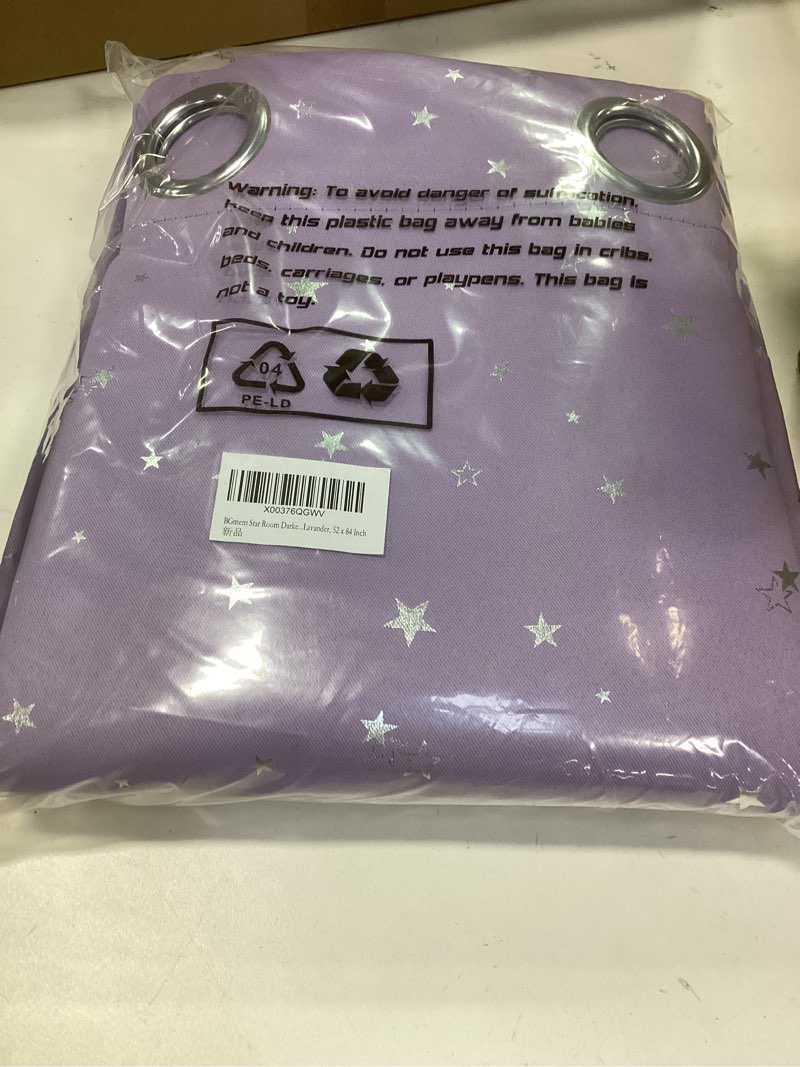 Warning: To avoid danger of suffocation,
keep this plastic bag away from babies
and children. Do not use this bag in cribs,
beds, carriages, or playpens. This bag is
not a toy.
04
PE-LD
X00376QGWV
BGment Star Room Darke...Lavander, 52 x 84 Inch
新品